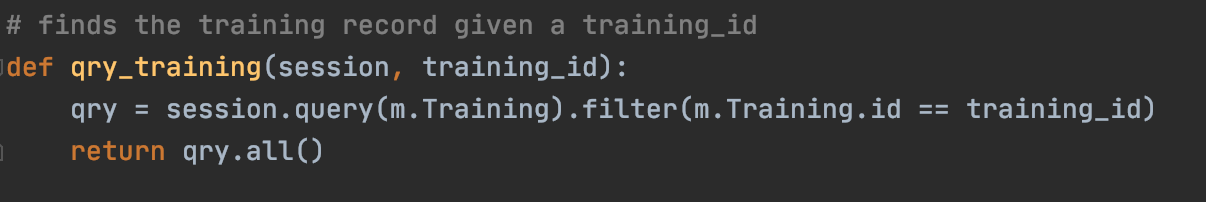 # finds the training record given a training_id
def qry_training(session, training_id):
    qry = session.query(m.Training).filter(m.Training.id == training_id)
    return qry.all()